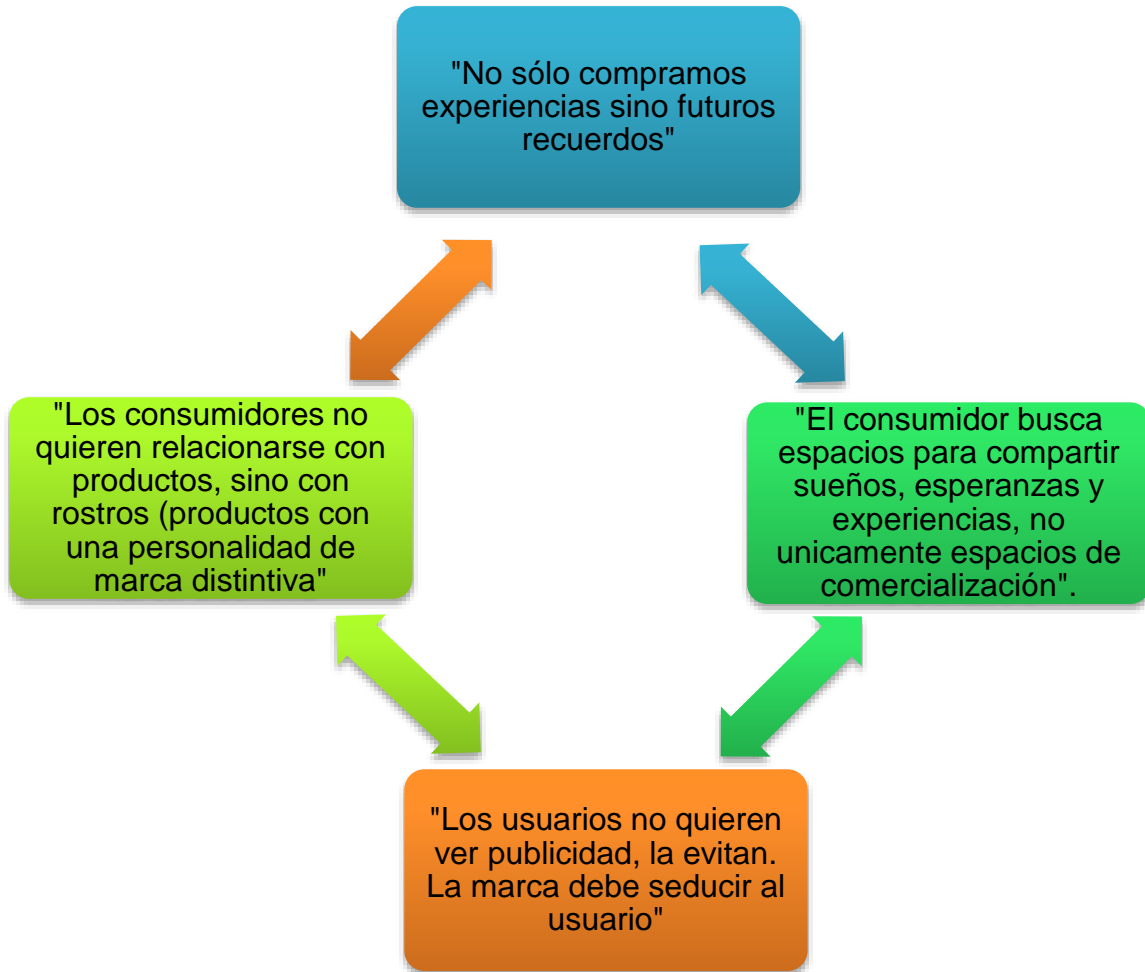 "No sólo compramos
experiencias sino futuros
recuerdos"
"Los consumidores no
quieren relacionarse con
productos, sino con
rostros (productos con
una personalidad de
marca distintiva"
"El consumidor busca
espacios para compartir
sueños, esperanzas y
experiencias, no
unicamente espacios de
comercialización".
"Los usuarios no quieren
ver publicidad, la evitan.
La marca debe seducir al
usuario"